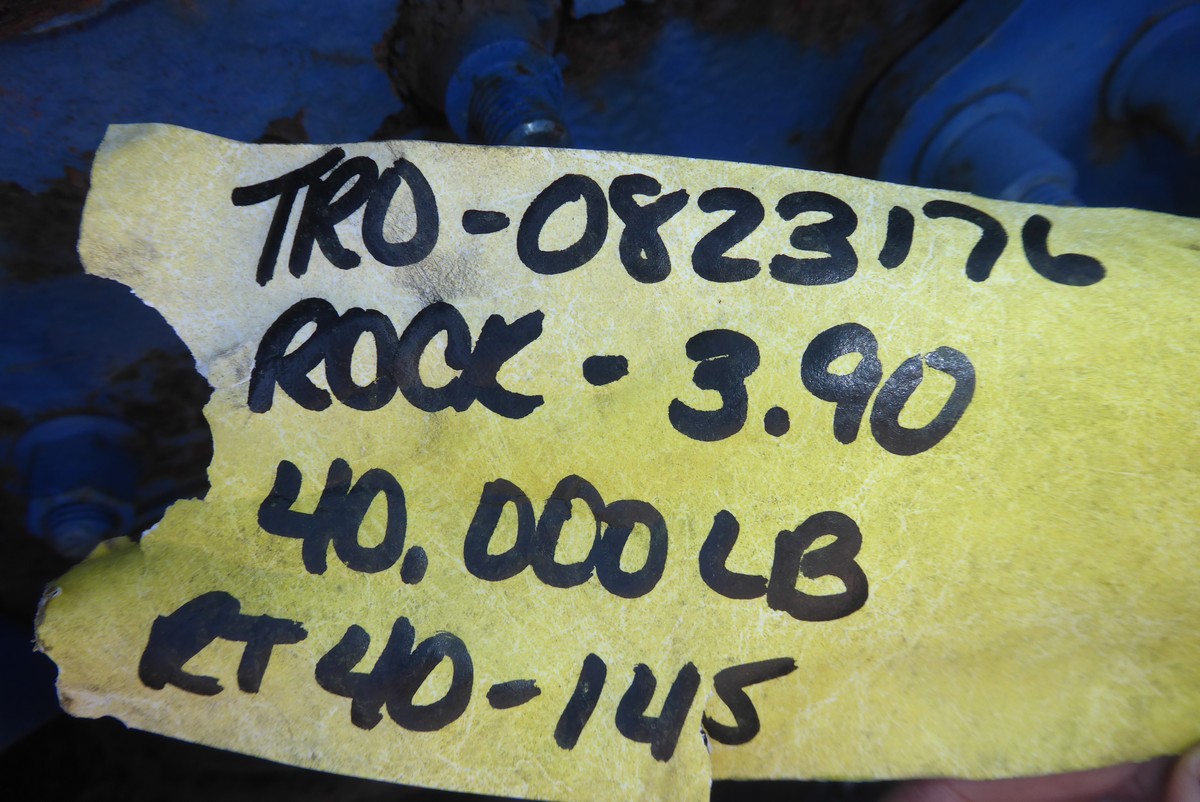 TRO-0823176
ROCK - 3.90
40.000 LB
RT40-145